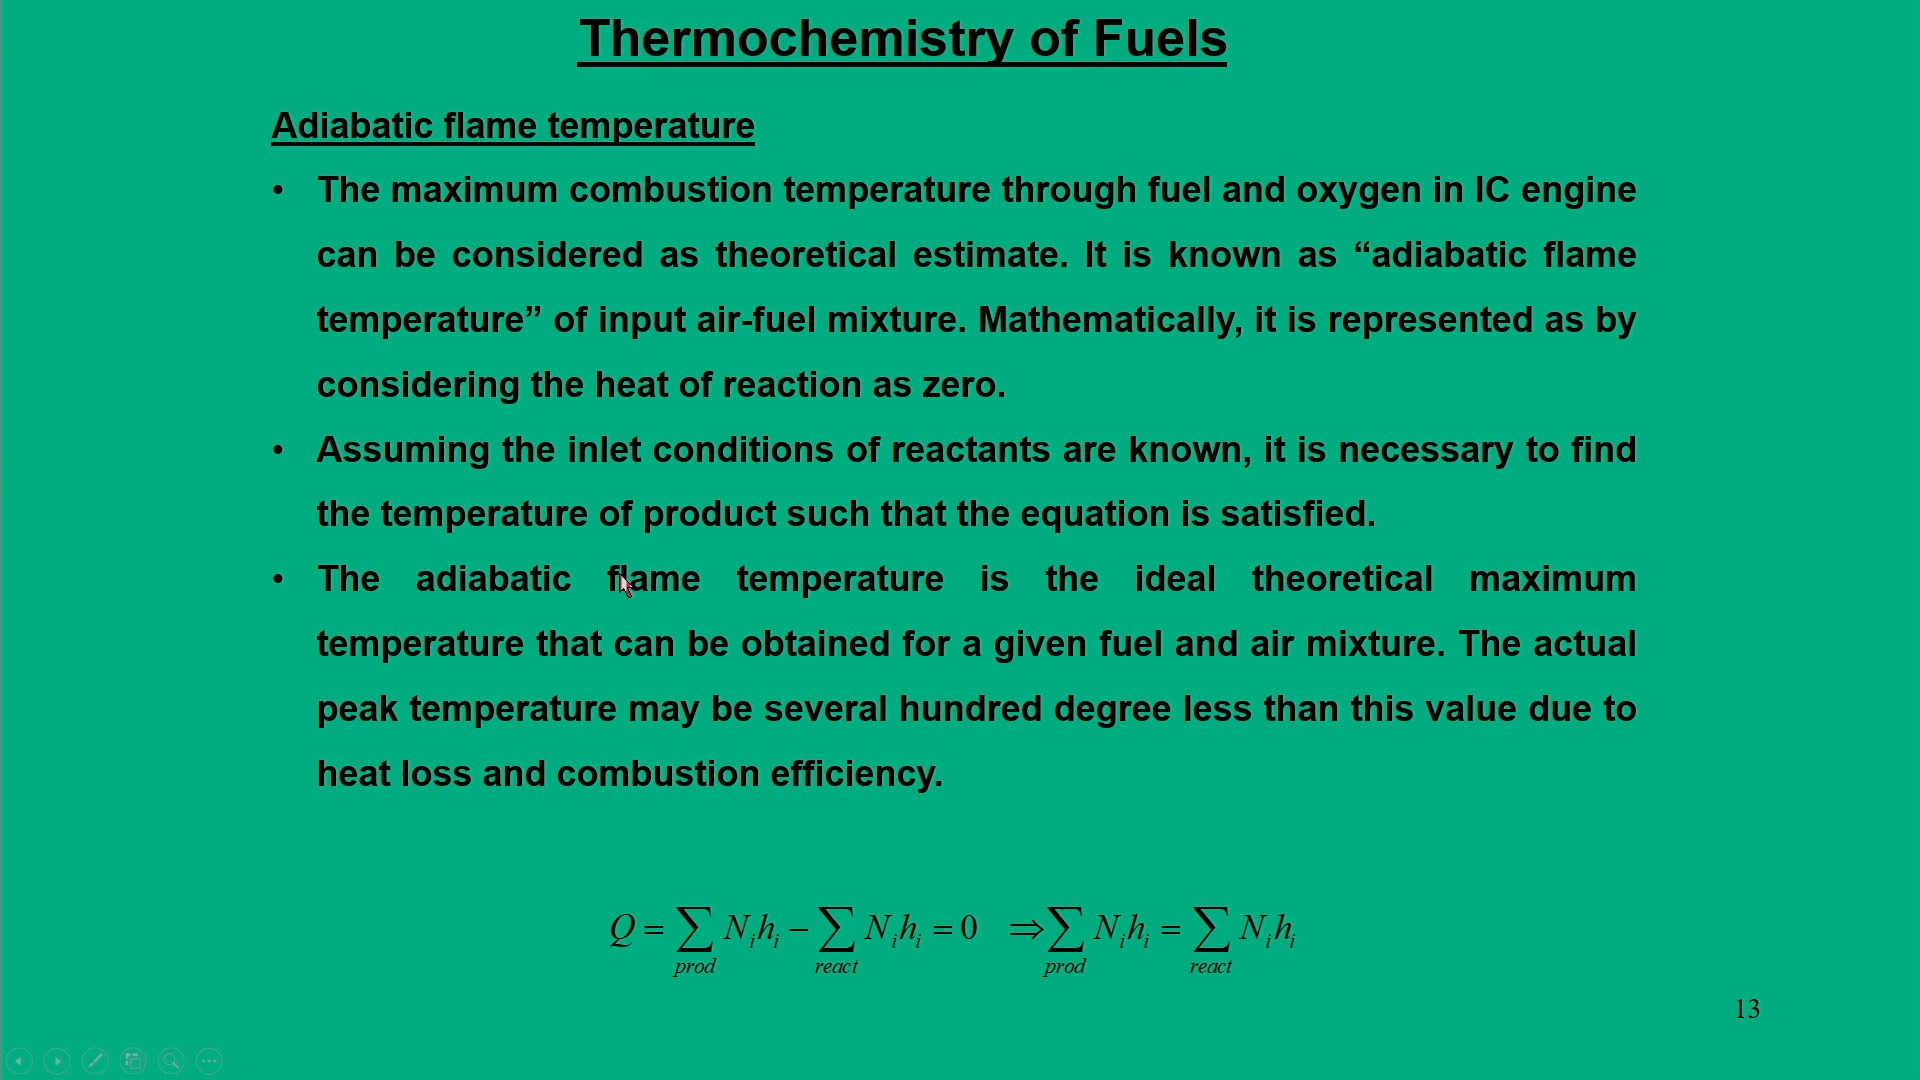 Thermochemistry of Fuels
Adiabatic flame temperature
• The maximum combustion temperature through fuel and oxygen in IC engine
can be considered as theoretical estimate. It is known as “adiabatic flame
temperature” of input air-fuel mixture. Mathematically, it is represented as by
considering the heat of reaction as zero.
• Assuming the inlet conditions of reactants are known, it is necessary to find
the temperature of product such that the equation is satisfied.
• The adiabatic flame temperature is the ideal theoretical maximum
temperature that can be obtained for a given fuel and air mixture. The actual
peak temperature may be several hundred degree less than this value due to
heat loss and combustion efficiency.
Q = ∑_{prod} N_i h_i − ∑_{react} N_i h_i = 0 ⇒ ∑_{prod} N_i h_i = ∑_{react} N_i h_i
13